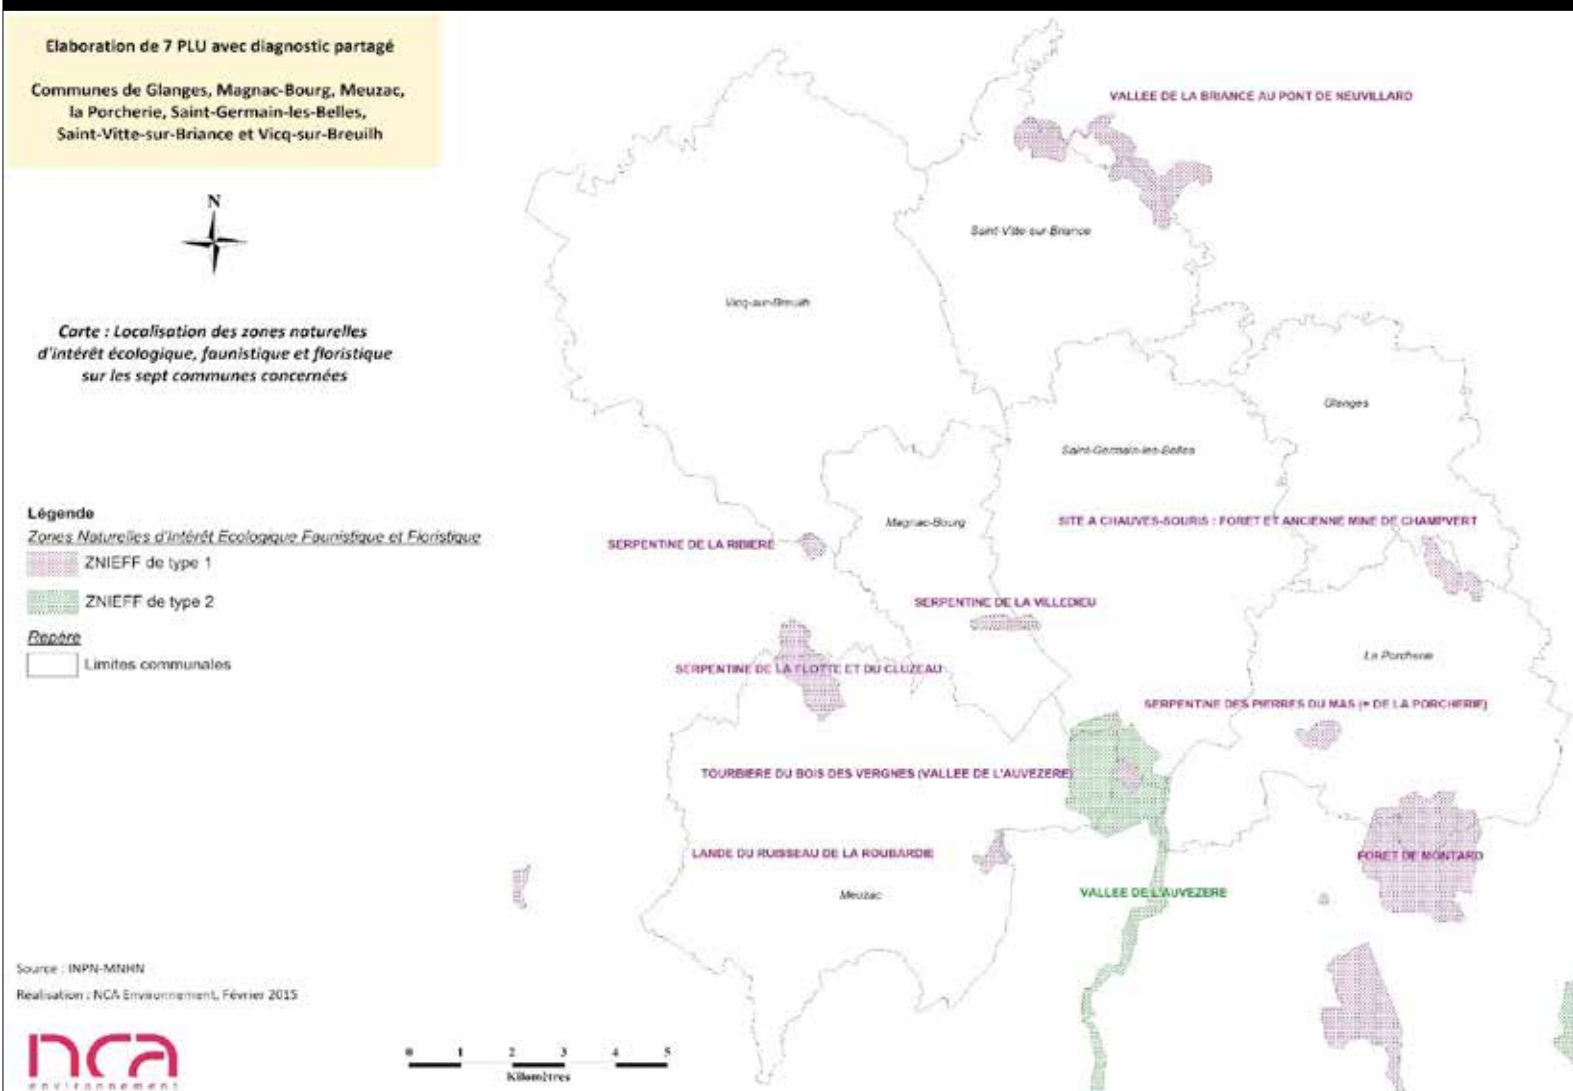 Elaboration de 7 PLU avec diagnostic partagé
Communes de Glanges, Magnac-Bourg, Meuzac,
la Porcherie, Saint-Germain-les-Belles,
Saint-Vitte-sur-Briance et Vicq-sur-Breuilh
N
Carte : Localisation des zones naturelles
d'intérêt écologique, faunistique et floristique
sur les sept communes concernées
Légende
Zones Naturelles d'Intérêt Ecologique Faunistique et Floristique
ZNIEFF de type 1
ZNIEFF de type 2
Repère
Limites communales
VALLEE DE LA BRIANCE AU PONT DE NEUVILLARD
Saint-Vitte-sur-Briance
Vicq-sur-Breuilh
Glanges
Saint-Germain-les-Belles
Magnac-Bourg
SITE A CHAUVES-SOURIS : FORET ET ANCIENNE MINE DE CHAMPVERT
SERPENTINE DE LA RIBIERE
SERPENTINE DE LA VILLEDIEU
La Porcherie
SERPENTINE DE LA FLOTTE ET DU CLUZEAU
SERPENTINE DES PIERRES DU MAS (= DE LA PORCHERIE)
TOURBIERE DU BOIS DES VERGNES (VALLEE DE L'AUVEZERE)
LANDE DU RUISSEAU DE LA ROUBARDIE
FORET DE MONTARD
Meuzac
VALLEE DE L'AUVEZERE
Source : INPN-MNHN
Réalisation : NCA Environnement, Février 2015
nca
environnement
0 1 2 3 4 5
Kilomètres